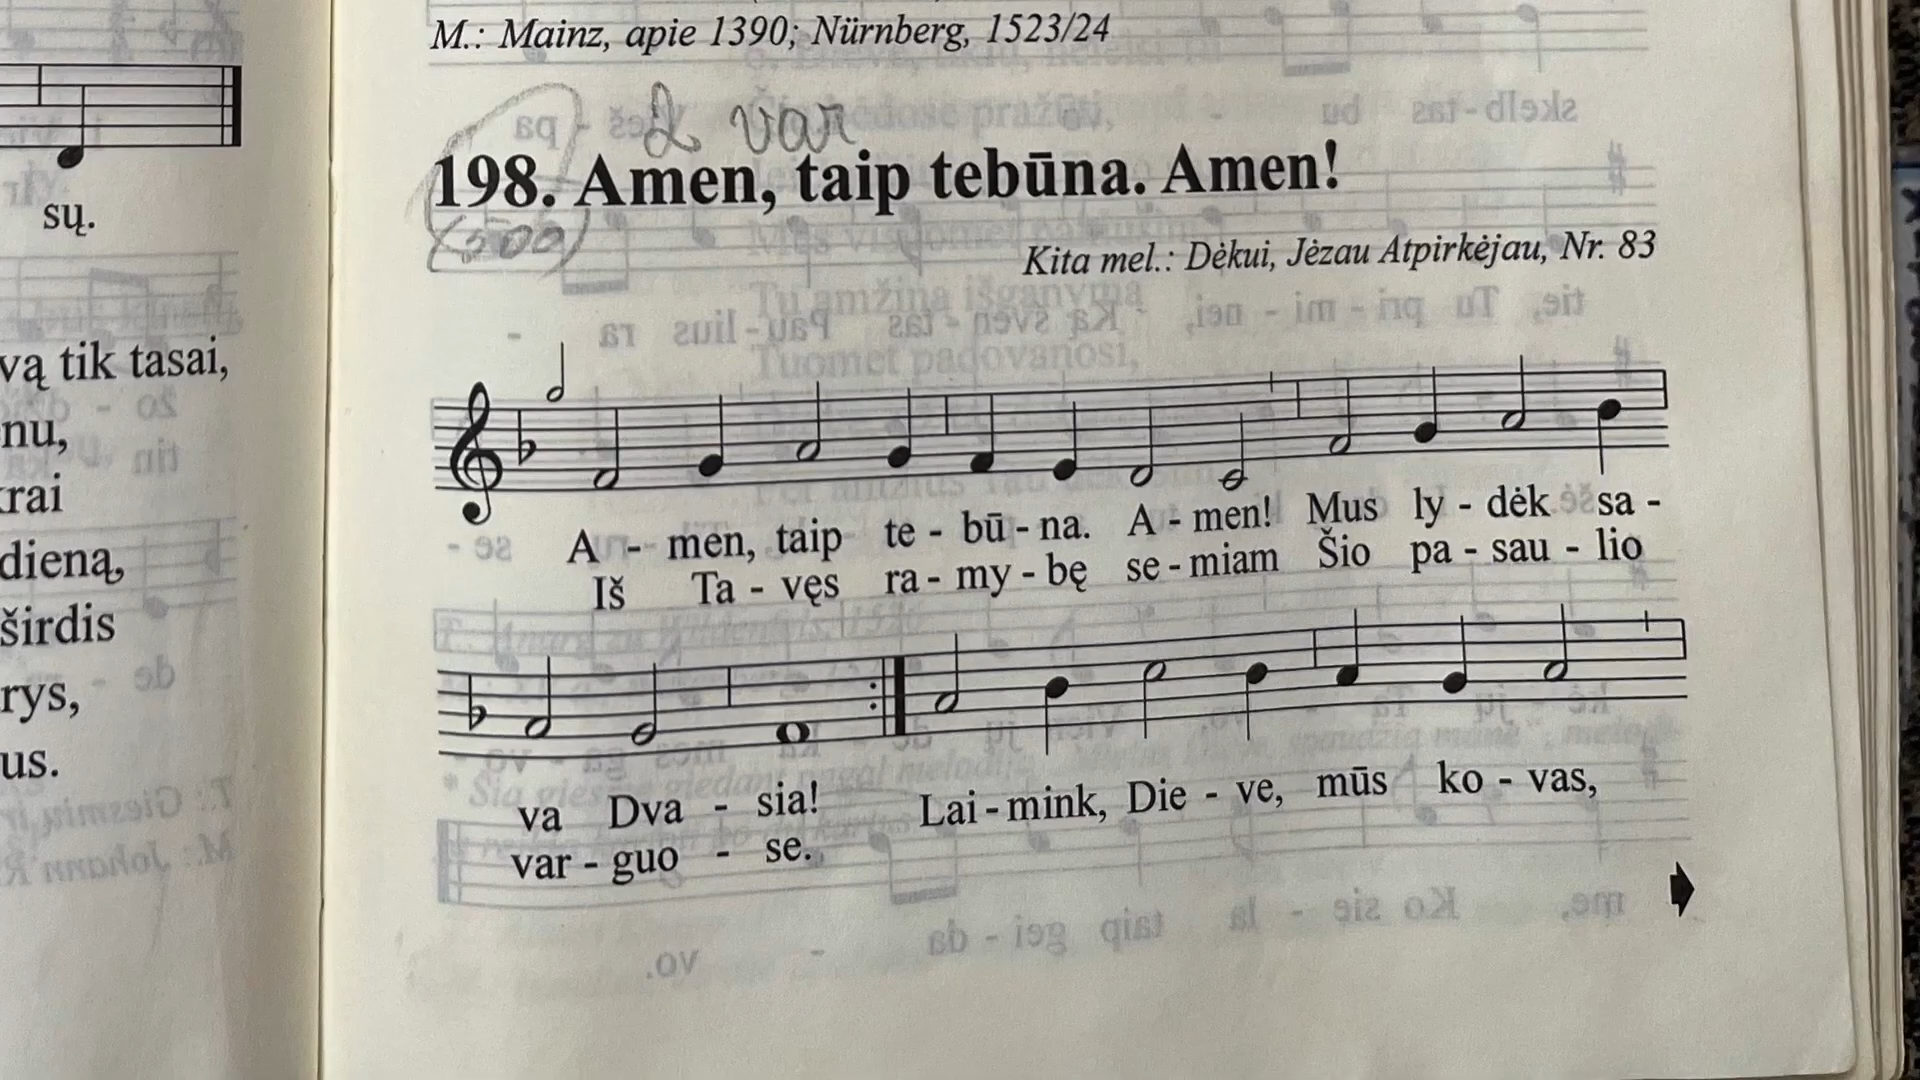 M.: Mainz, apie 1390; Nürnberg, 1523/24
2 var
198. Amen, taip tebūna. Amen!
(500)
Kita mel.: Dėkui, Jėzau Atpirkėjau, Nr. 83
A - men, taip te - bū - na. A - men! Mus ly - dėk sa -
Iš Ta - vęs ra - my - bę se - miam Šio pa - sau - lio
va Dva - sia! Lai - mink, Die - ve, mūs ko - vas,
var - guo - se.
sų.
vą tik tasai,
nu,
rai
dieną,
širdis
rys,
us.